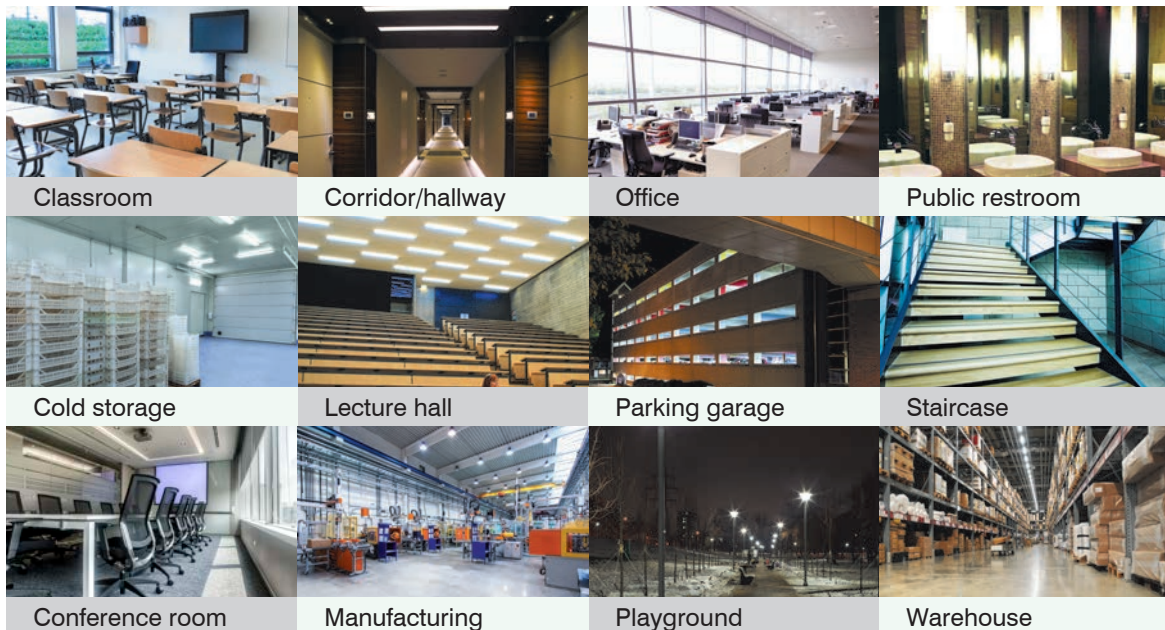 Classroom
Corridor/hallway
Office
Public restroom
Cold storage
Lecture hall
Parking garage
Staircase
Conference room
Manufacturing
Playground
Warehouse